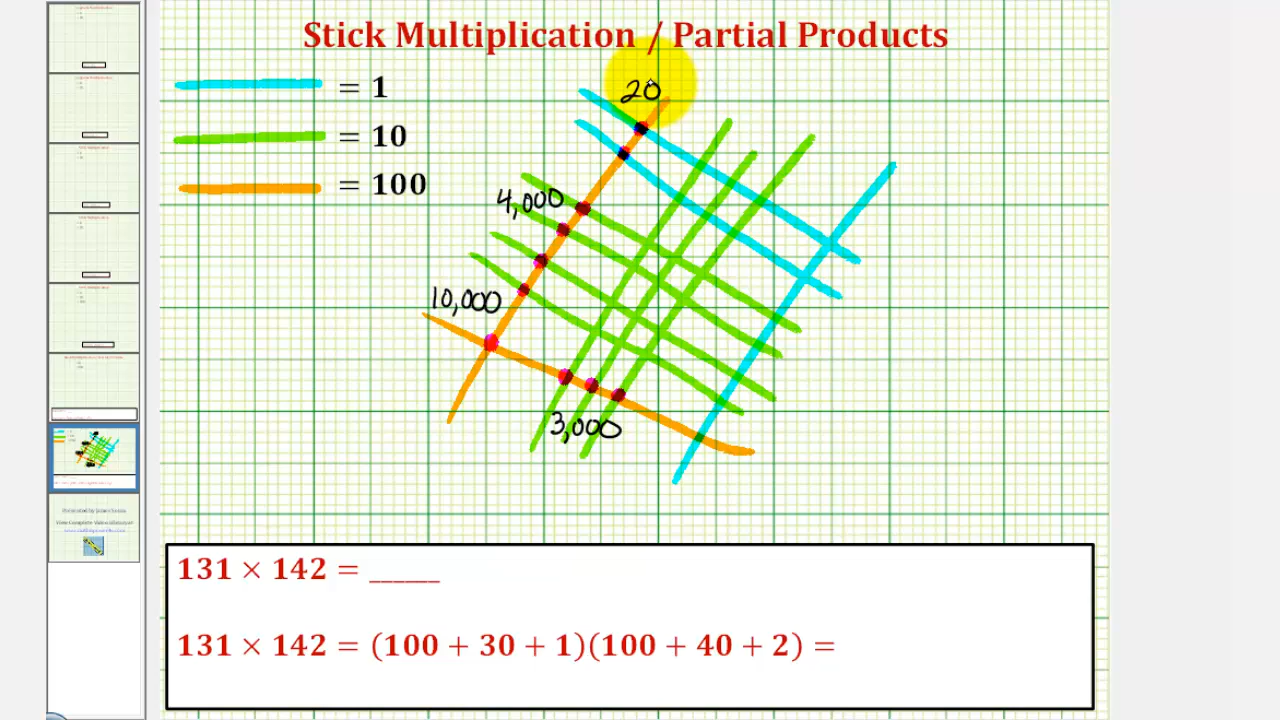 Stick Multiplication / Partial Products
= 1
= 10
= 100
20
4,000
10,000
3,000
131 × 142 = ______
131 × 142 = (100 + 30 + 1)(100 + 40 + 2) =